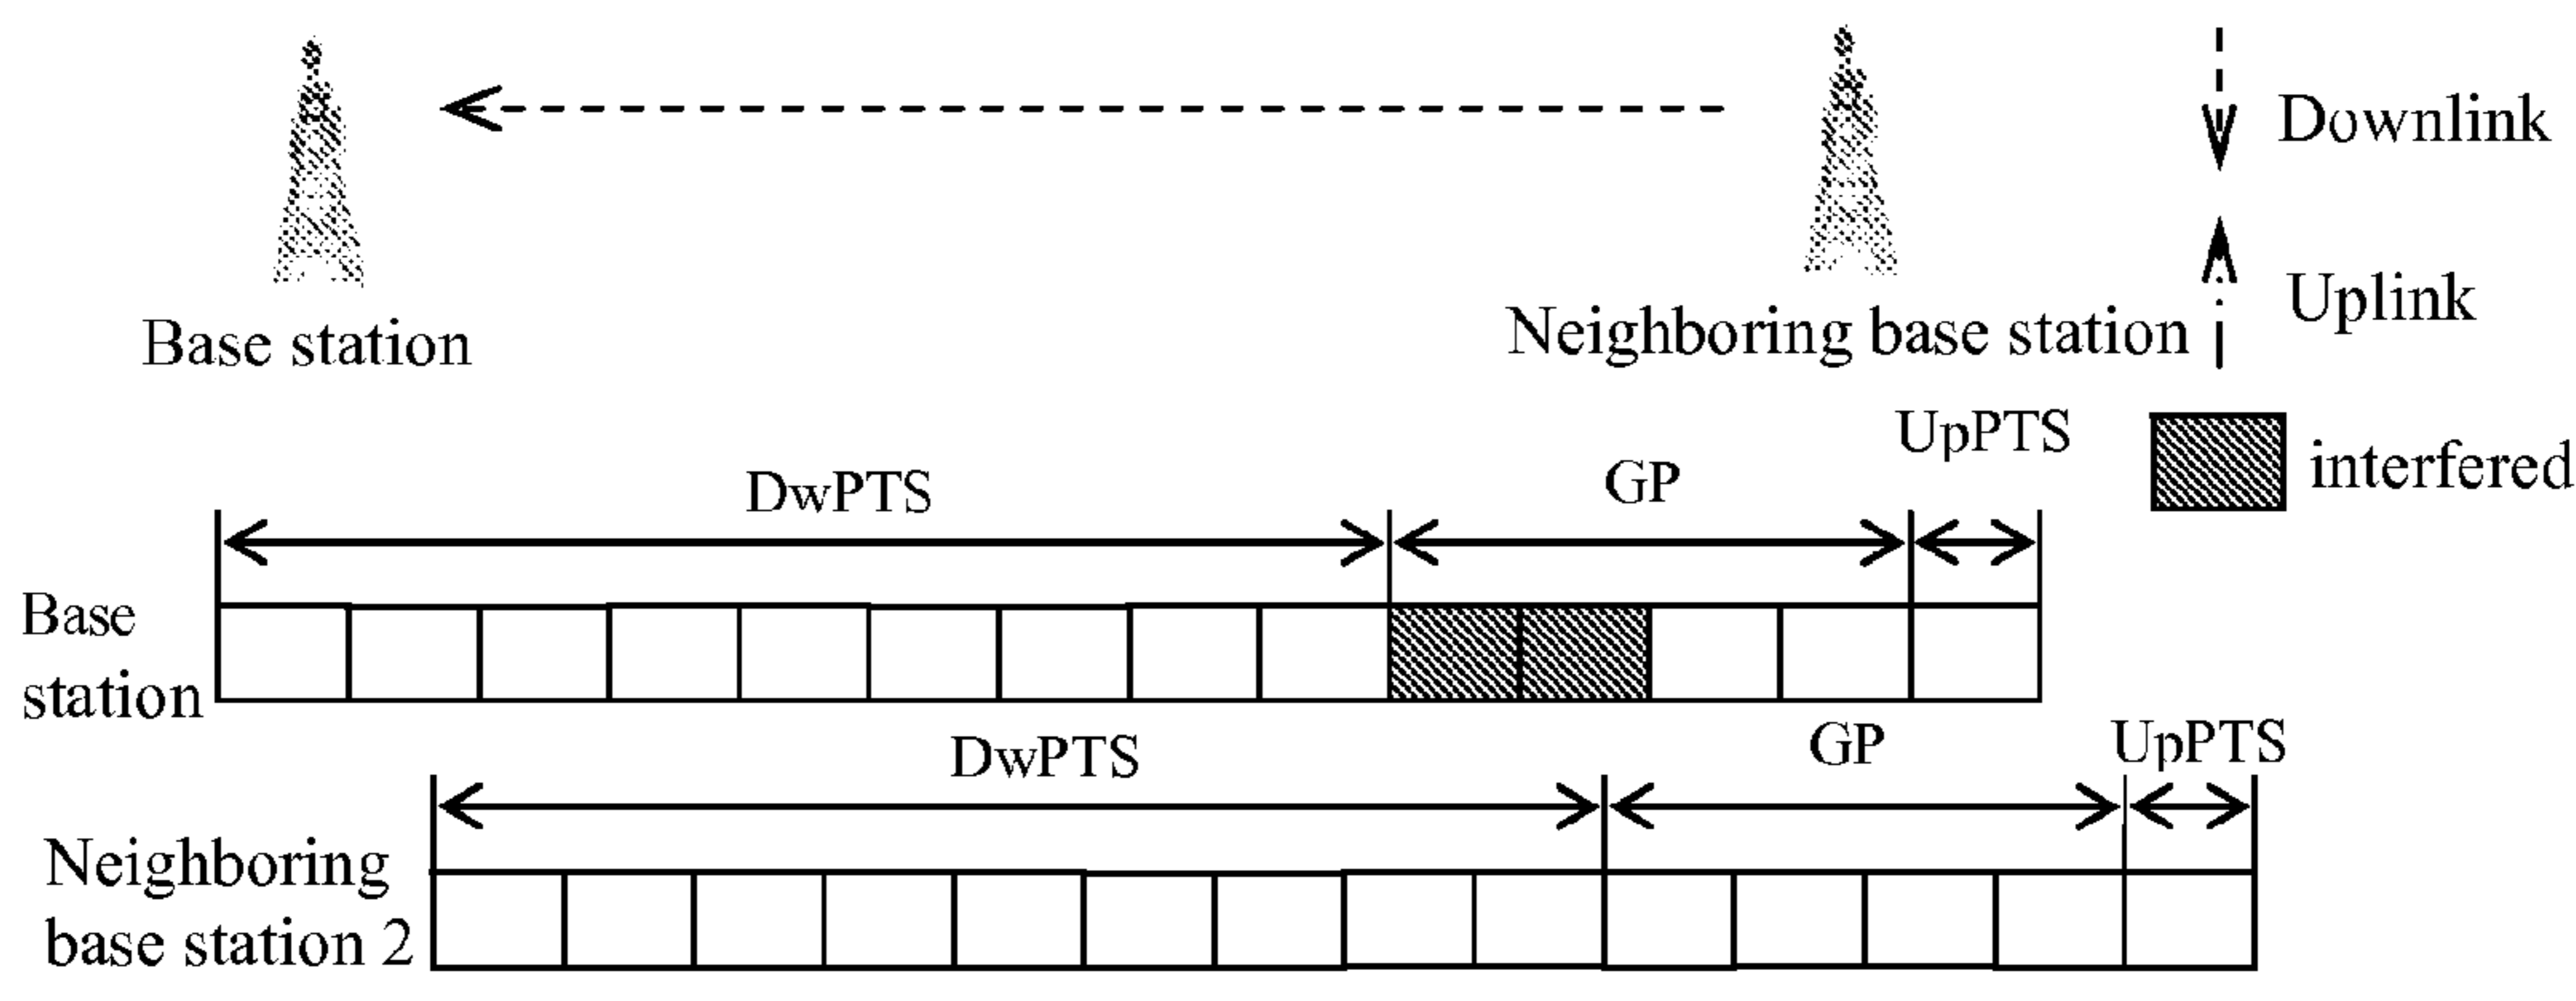 Downlink
Uplink
Base station
Neighboring base station
UpPTS
interfered
DwPTS
GP
Base
station
DwPTS
GP
UpPTS
Neighboring
base station 2